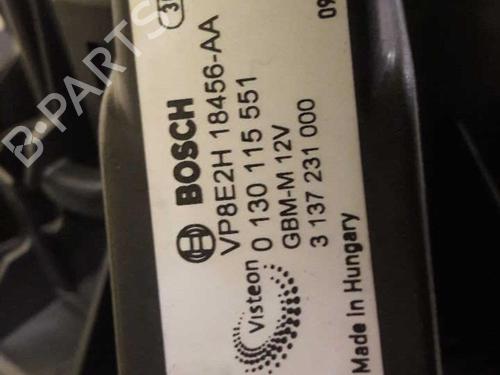 BOSCH
VP8E2H 18456-AA
0 130 115 551
GBM-M 12V
3 137 231 000
Visteon
Made in Hungary
09
B-PARTS